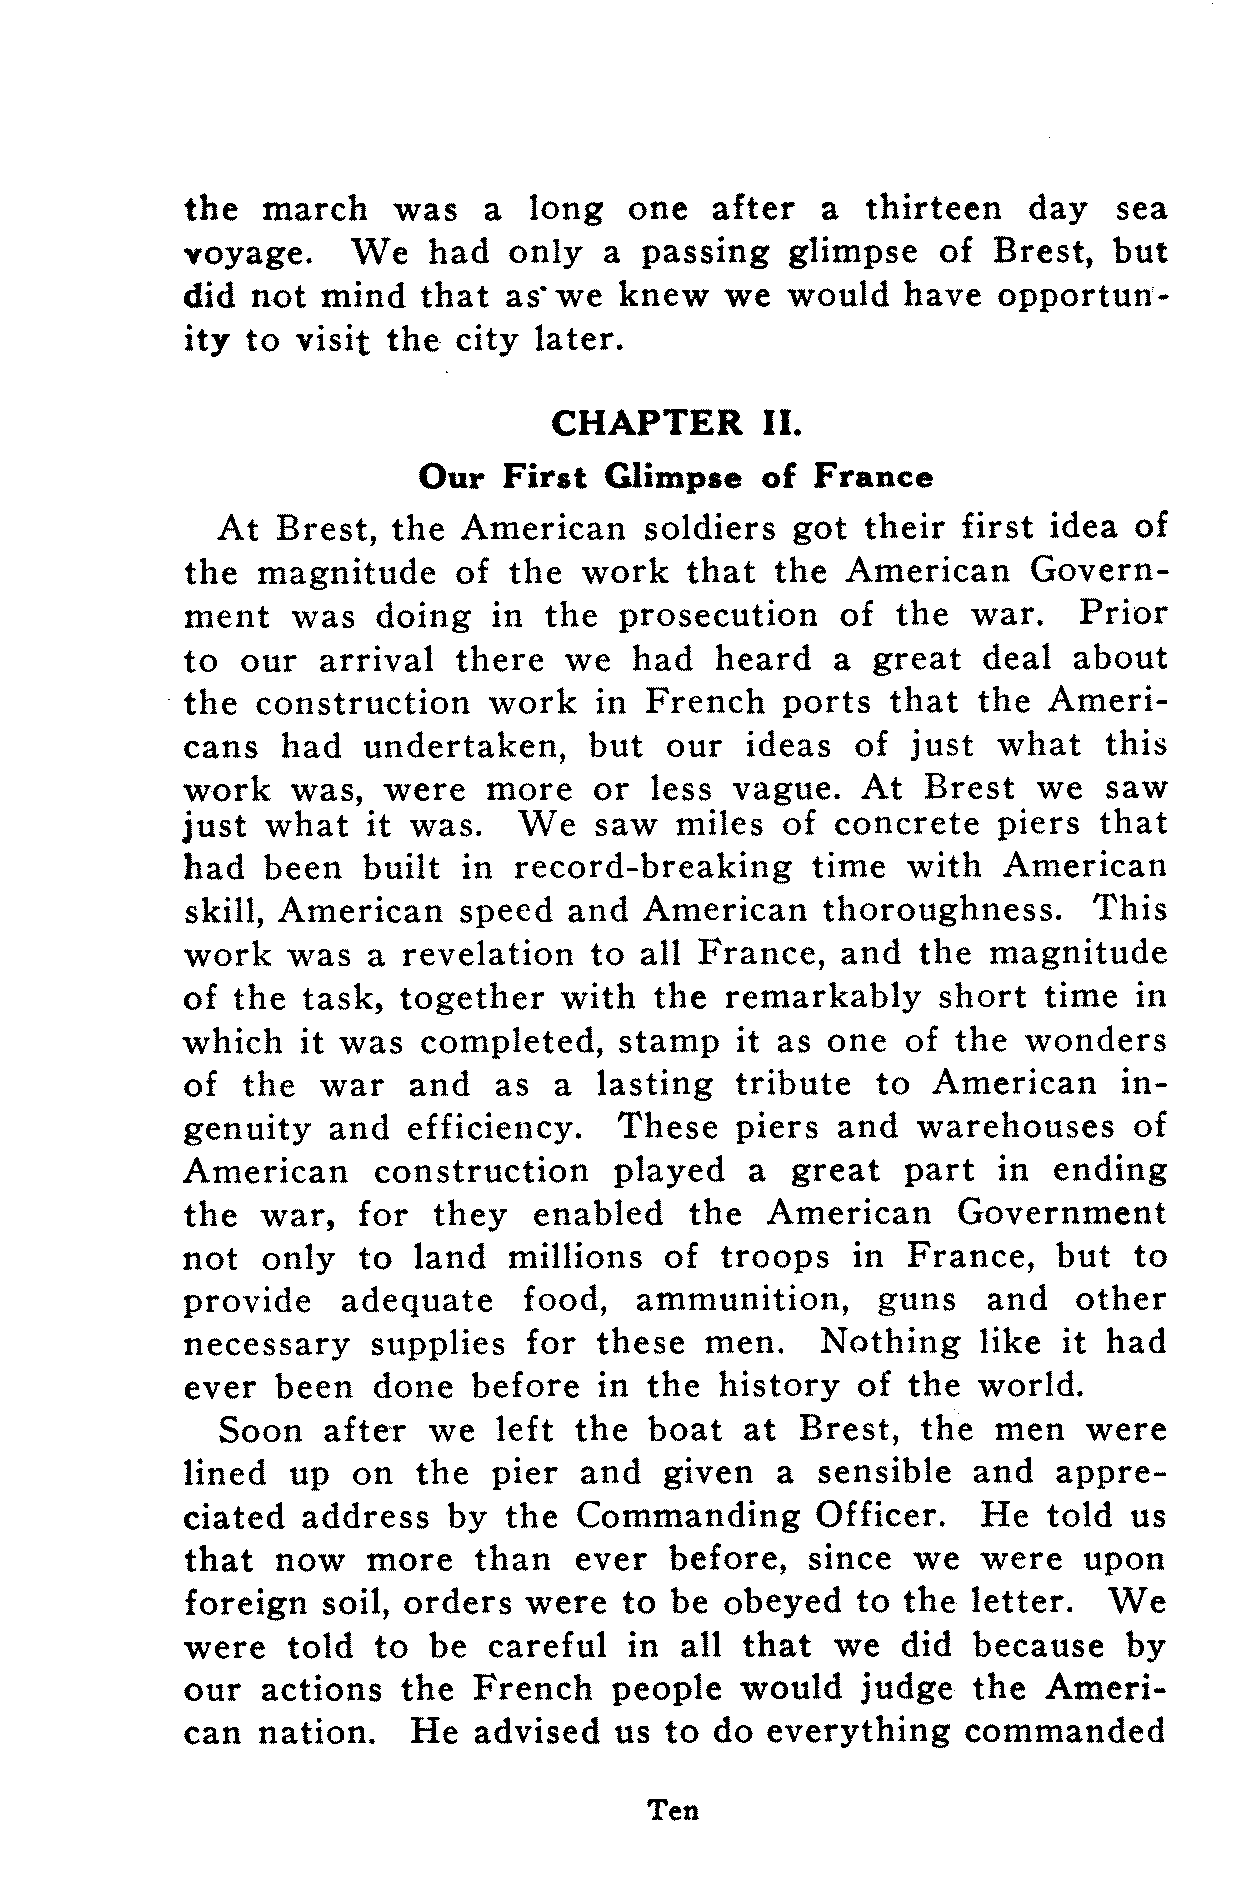 the march was a long one after a thirteen day sea
voyage. We had only a passing glimpse of Brest, but
did not mind that as we knew we would have opportun-
ity to visit the city later.
CHAPTER II.
Our First Glimpse of France
At Brest, the American soldiers got their first idea of
the magnitude of the work that the American Govern-
ment was doing in the prosecution of the war. Prior
to our arrival there we had heard a great deal about
the construction work in French ports that the Ameri-
cans had undertaken, but our ideas of just what this
work was, were more or less vague. At Brest we saw
just what it was. We saw miles of concrete piers that
had been built in record-breaking time with American
skill, American speed and American thoroughness. This
work was a revelation to all France, and the magnitude
of the task, together with the remarkably short time in
which it was completed, stamp it as one of the wonders
of the war and as a lasting tribute to American in-
genuity and efficiency. These piers and warehouses of
American construction played a great part in ending
the war, for they enabled the American Government
not only to land millions of troops in France, but to
provide adequate food, ammunition, guns and other
necessary supplies for these men. Nothing like it had
ever been done before in the history of the world.
Soon after we left the boat at Brest, the men were
lined up on the pier and given a sensible and appre-
ciated address by the Commanding Officer. He told us
that now more than ever before, since we were upon
foreign soil, orders were to be obeyed to the letter. We
were told to be careful in all that we did because by
our actions the French people would judge the Ameri-
can nation. He advised us to do everything commanded
Ten